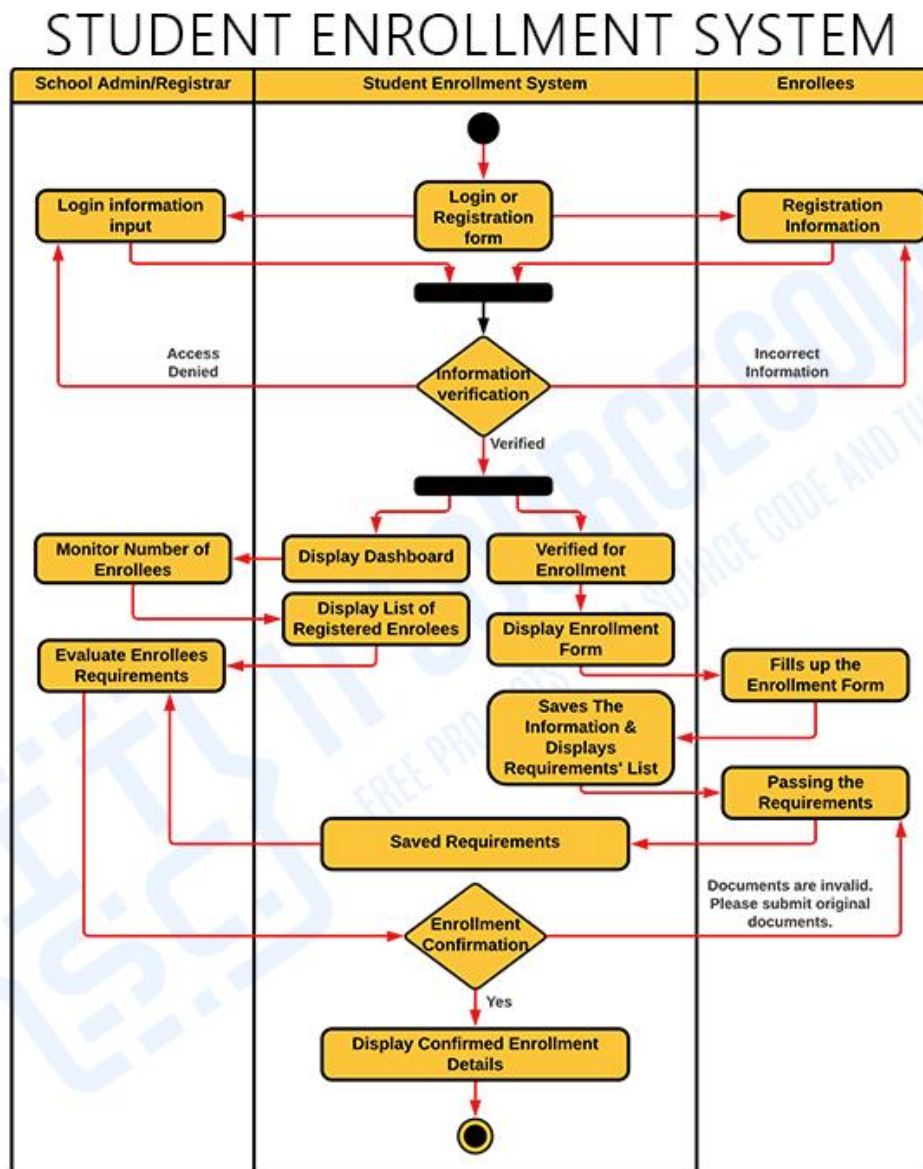 STUDENT ENROLLMENT SYSTEM
School Admin/Registrar
Student Enrollment System
Enrollees
Login information
input
Login or
Registration
form
Registration
Information
Access
Denied
Information
verification
Incorrect
Information
Verified
Monitor Number of
Enrollees
Display Dashboard
Verified for
Enrollment
Display List of
Registered Enrolees
Display Enrollment
Form
Evaluate Enrollees
Requirements
Fills up the
Enrollment Form
Saves The
Information &
Displays
Requirements' List
Passing the
Requirements
Saved Requirements
Documents are invalid.
Please submit original
documents.
Enrollment
Confirmation
Yes
Display Confirmed Enrollment
Details